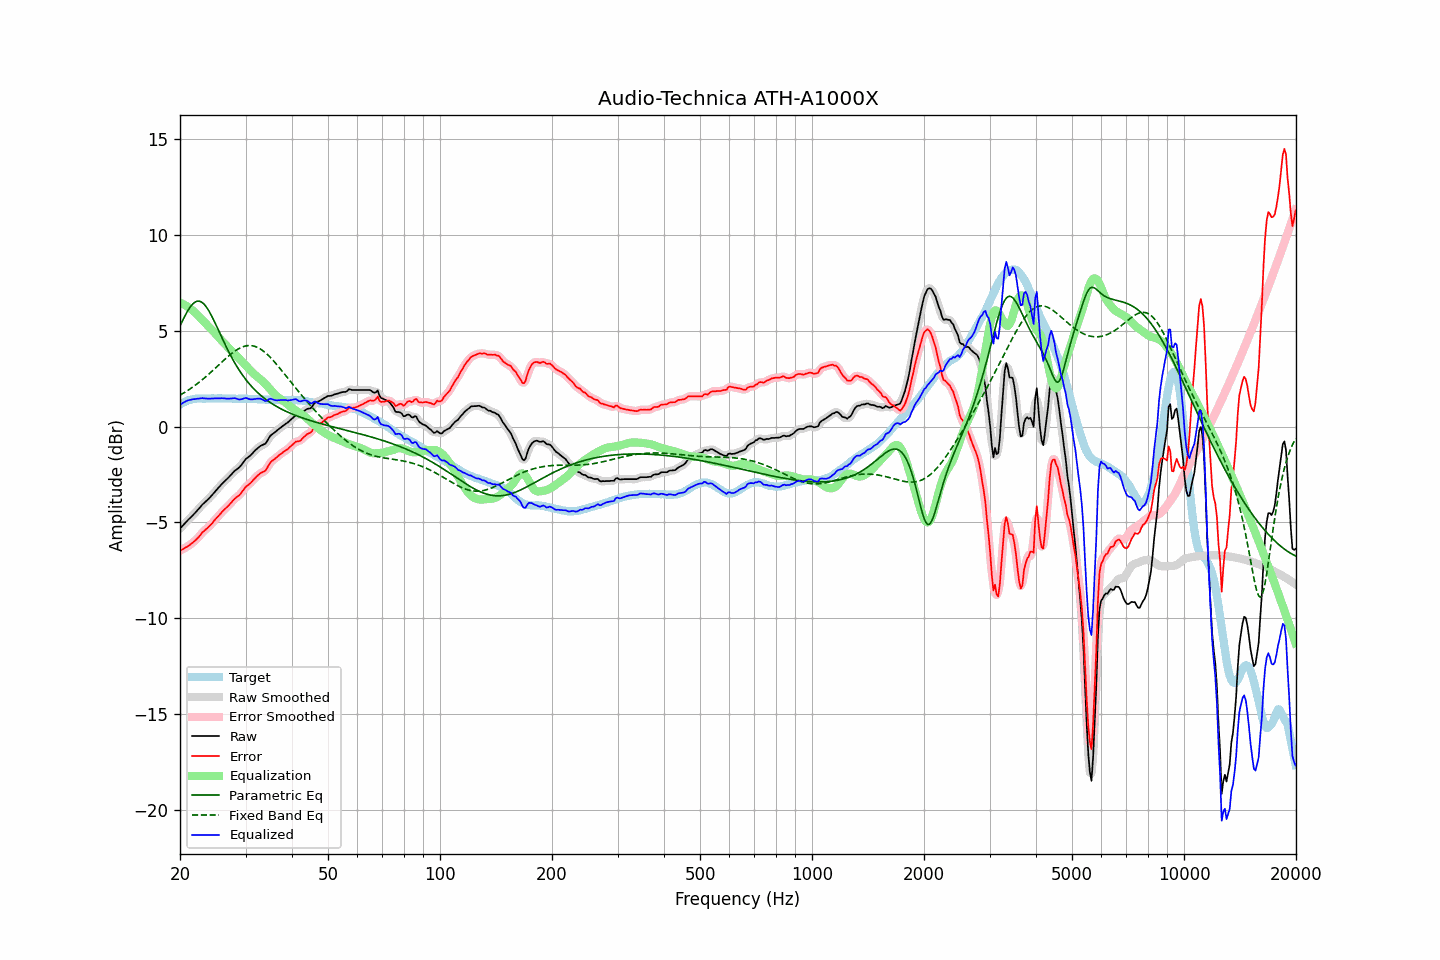 Audio-Technica ATH-A1000X
15
10
5
0
−5
−10
−15
−20
Amplitude (dBr)
Target
Raw Smoothed
Error Smoothed
Raw
Error
Equalization
Parametric Eq
Fixed Band Eq
Equalized
20 50 100 200 500 1000 2000 5000 10000 20000
Frequency (Hz)